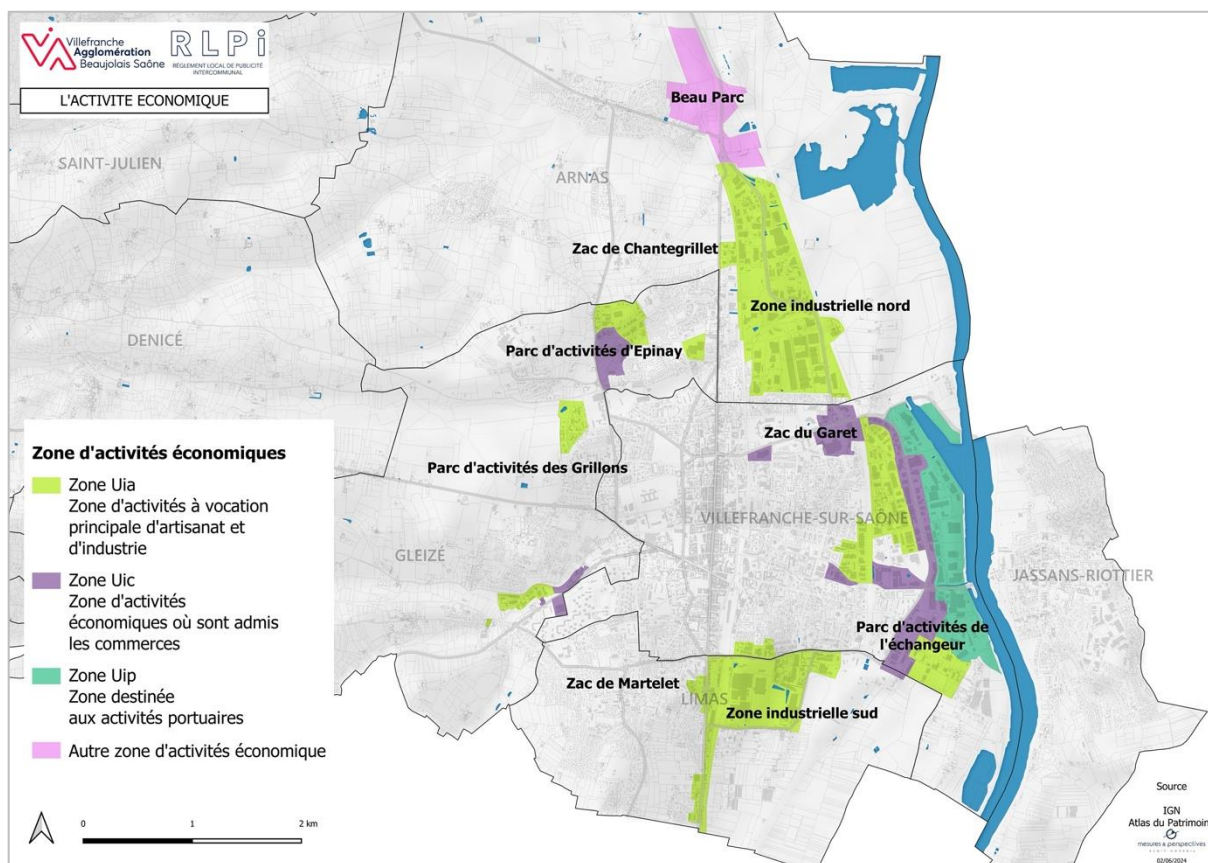 Villefranche
Agglomération
Beaujolais Saône
RLPi
RÈGLEMENT LOCAL DE PUBLICITÉ
INTERCOMMUNAL
L'ACTIVITE ECONOMIQUE
Beau Parc
SAINT-JULIEN
ARNAS
Zac de Chantegrillet
Zone industrielle nord
DENICÉ
Parc d'activités d'Epinay
Zac du Garet
Parc d'activités des Grillons
VILLEFRANCHE-SUR-SAÔNE
GLEIZÉ
JASSANS-RIOTTIER
Parc d'activités de
l'échangeur
Zac de Martelet
LIMAS
Zone industrielle sud
Zone d'activités économiques
Zone Uia
Zone d'activités à vocation
principale d'artisanat et
d'industrie
Zone Uic
Zone d'activités
économiques où sont admis
les commerces
Zone Uip
Zone destinée
aux activités portuaires
Autre zone d'activités économique
0 1 2 km
Source
IGN
Atlas du Patrimoin
mesures & perspectives
02/06/2024